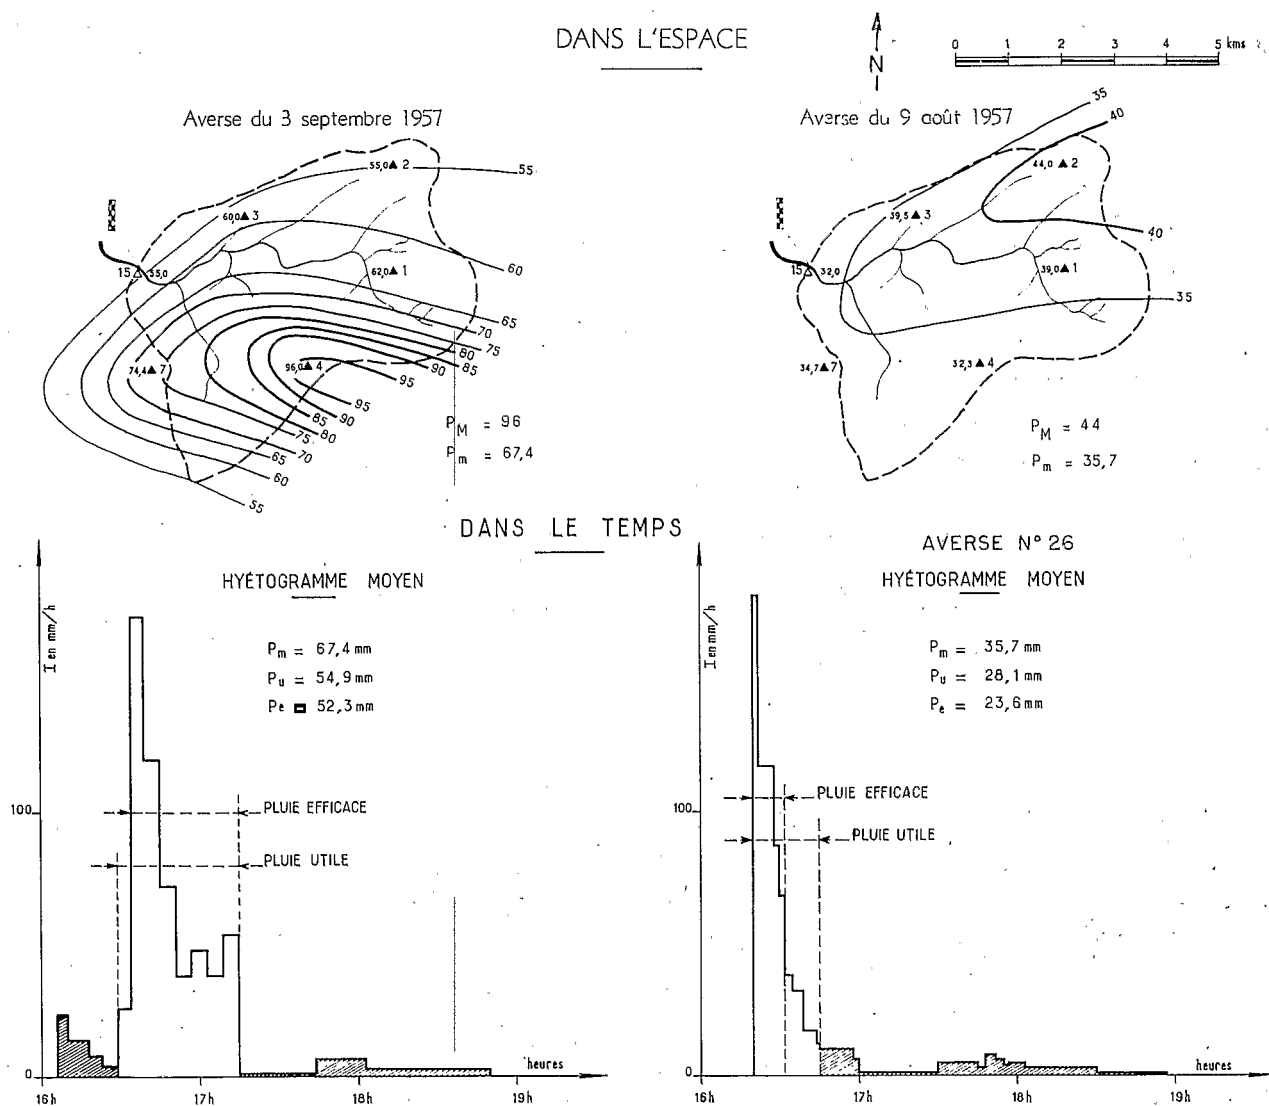 DANS L'ESPACE
N
0 1 2 3 4 5 kms
Averse du 3 septembre 1957
55,0 2
55
60,0 3
15 55,0
62,0 1
60
65
70
75
80
85
90
95
74,4 7
96,0 4
95
90
85
80
75
70
65
60
55
P_M = 96
P_m = 67,4
Averse du 9 août 1957
35
40
44,0 2
39,5 3
40
15 32,0
39,0 1
35
34,7 7
32,3 4
P_M = 44
P_m = 35,7
DANS LE TEMPS
HYÉTOGRAMME MOYEN
I en mm/h
P_m = 67,4 mm
P_u = 54,9 mm
Pe = 52,3 mm
100
PLUIE EFFICACE
PLUIE UTILE
0
heures
16h 17h 18h 19h
AVERSE N° 26
HYÉTOGRAMME MOYEN
I en mm/h
P_m = 35,7 mm
P_u = 28,1 mm
P_e = 23,6 mm
100
PLUIE EFFICACE
PLUIE UTILE
0
heures
16h 17h 18h 19h